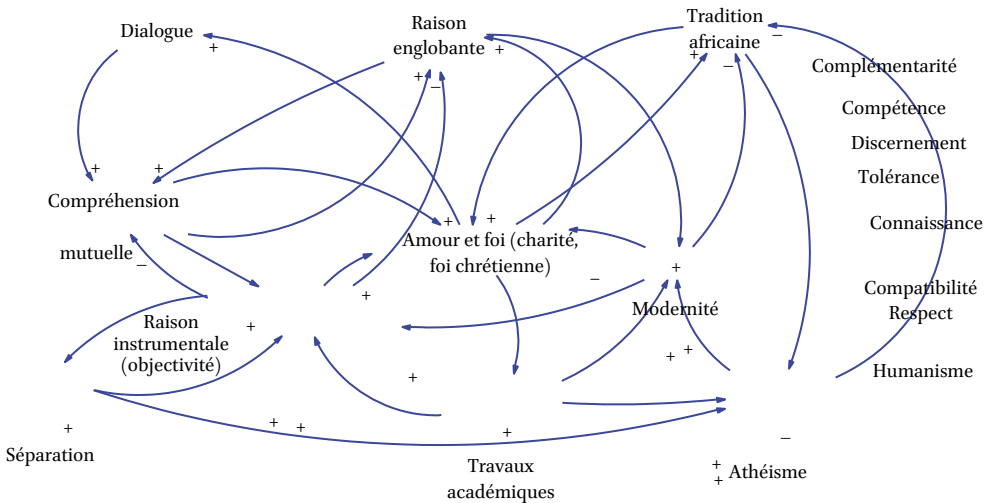 Dialogue
+
Raison
englobante
+
+
−
Tradition
africaine
−
+
−
Complémentarité
Compétence
Discernement
Tolérance
Connaissance
Compatibilité
Respect
Humanisme
+
+
Compréhension
mutuelle
−
+
+
Amour et foi (charité,
foi chrétienne)
−
+
+
Modernité
+
+
Raison
instrumentale
(objectivité)
+
+
+
Séparation
+
+
+
Travaux
académiques
−
+
+
Athéisme